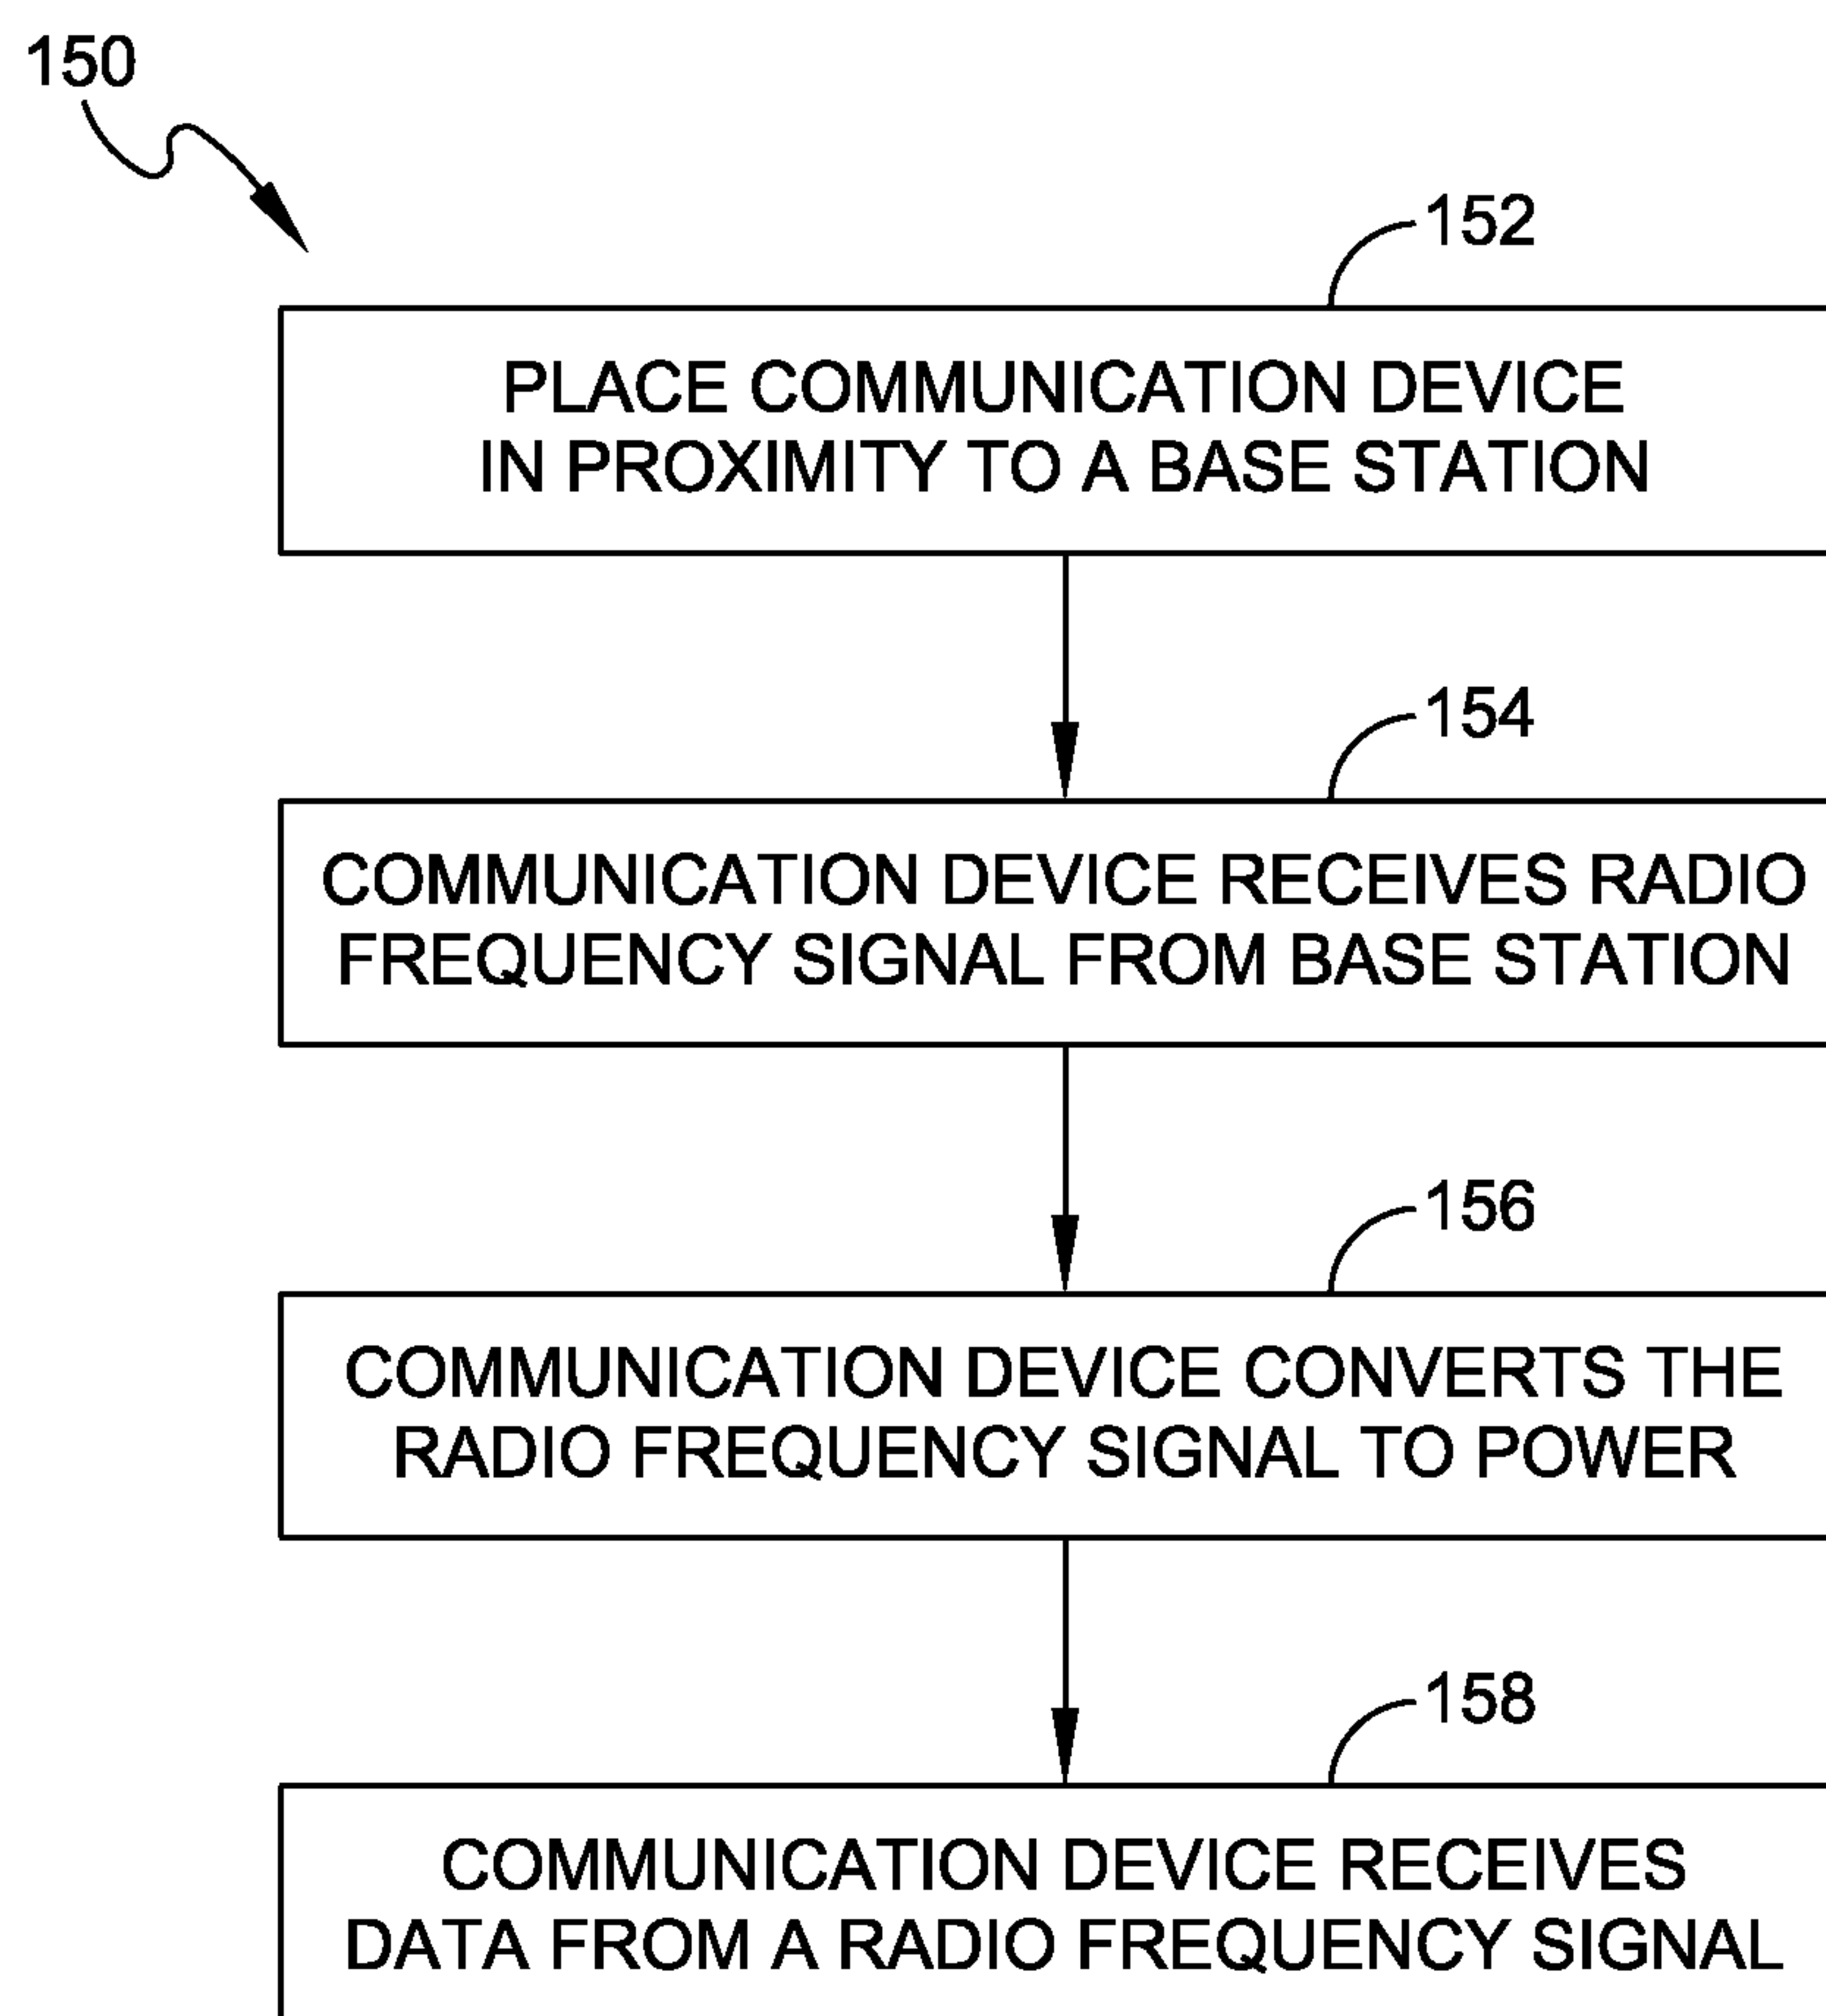 150
152
PLACE COMMUNICATION DEVICE
IN PROXIMITY TO A BASE STATION
154
COMMUNICATION DEVICE RECEIVES RADIO
FREQUENCY SIGNAL FROM BASE STATION
156
COMMUNICATION DEVICE CONVERTS THE
RADIO FREQUENCY SIGNAL TO POWER
158
COMMUNICATION DEVICE RECEIVES
DATA FROM A RADIO FREQUENCY SIGNAL